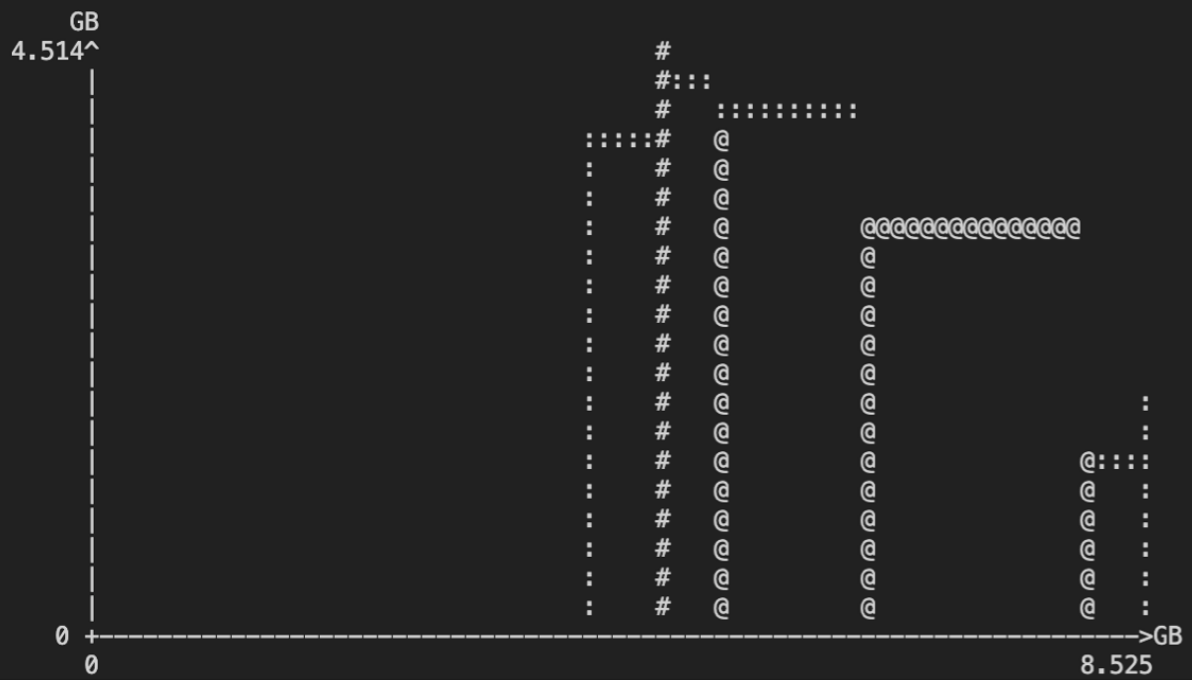 GB
4.514^                                      #
     |                                      #:::
     |                                      #   ::::::::::
     |                                 :::::#   @
     |                                 :    #   @
     |                                 :    #   @
     |                                 :    #   @         @@@@@@@@@@@@@@@
     |                                 :    #   @         @
     |                                 :    #   @         @
     |                                 :    #   @         @
     |                                 :    #   @         @
     |                                 :    #   @         @
     |                                 :    #   @         @                  :
     |                                 :    #   @         @                  :
     |                                 :    #   @         @              @::::
     |                                 :    #   @         @              @   :
     |                                 :    #   @         @              @   :
     |                                 :    #   @         @              @   :
     |                                 :    #   @         @              @   :
     |                                 :    #   @         @              @   :
   0 +----------------------------------------------------------------------->GB
     0                                                                   8.525